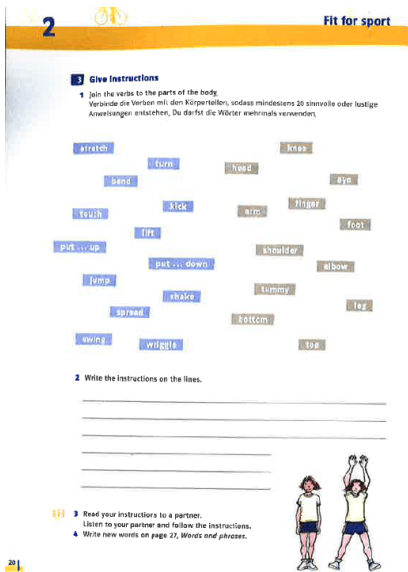 2
Fit for sport
3 Give instructions
1 Join the verbs to the parts of the body.
Verbinde die Verben mit den Körperteilen, sodass mindestens 20 sinnvolle oder lustige
Anweisungen entstehen. Du darfst die Wörter mehrmals verwenden.
stretch
knee
turn
head
bend
eye
kick
finger
touch
arm
foot
lift
put ... up
shoulder
put ... down
elbow
jump
tummy
shake
leg
spread
bottom
swing
wriggle
toe
2 Write the instructions on the lines.
3 Read your instructions to a partner.
Listen to your partner and follow the instructions.
4 Write new words on page 27, Words and phrases.
20